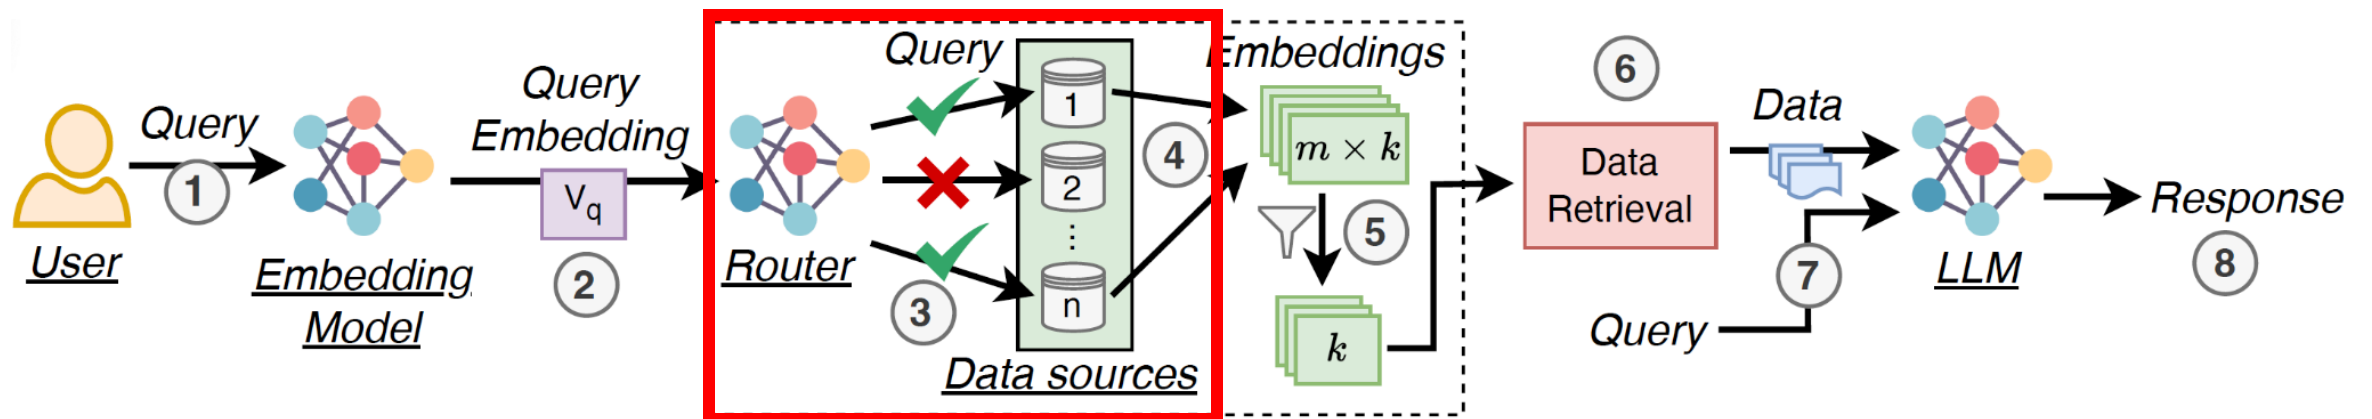 User
Query
1
Embedding
Model
Query
Embedding
Vq
2
Router
Query
3
1
2
⋮
n
Data sources
4
Embeddings
m × k
5
k
6
Data
Retrieval
Data
Query
7
LLM
Response
8